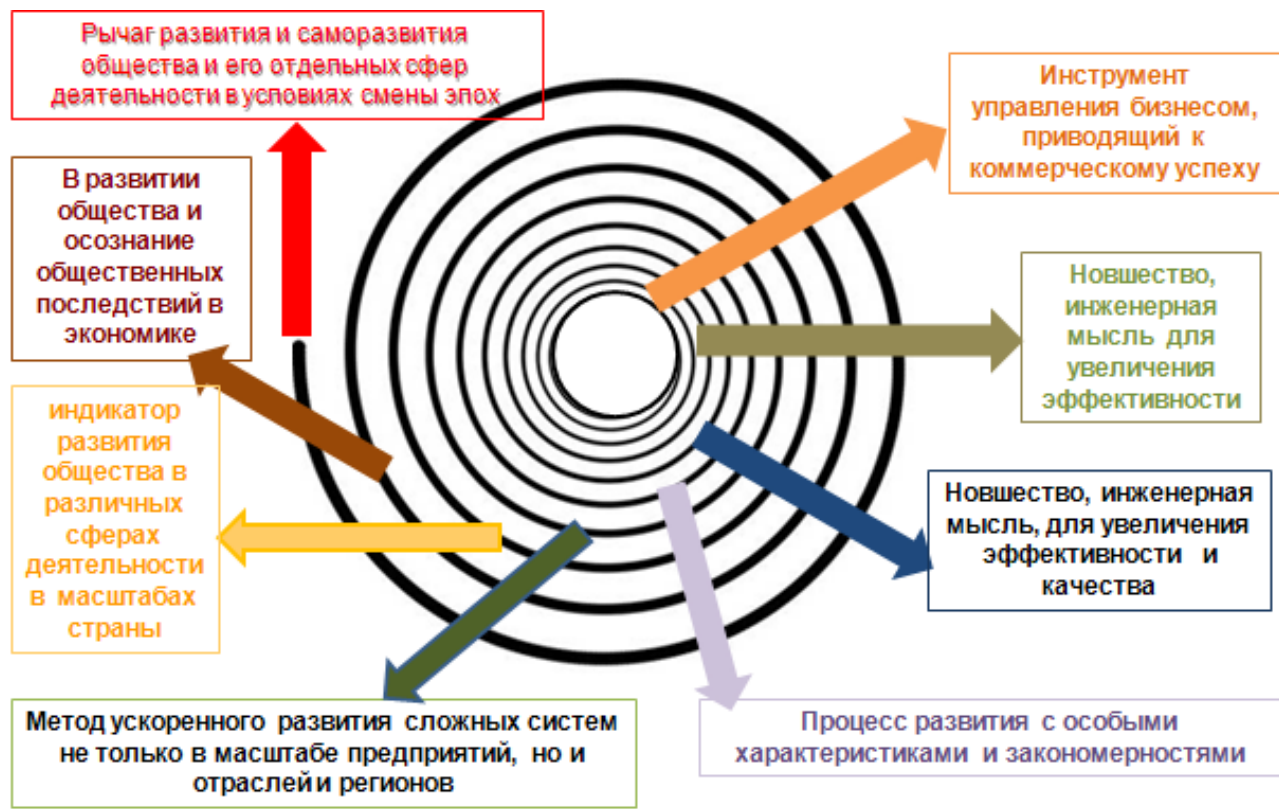 Рычаг развития и саморазвития
общества и его отдельных сфер
деятельности в условиях смены эпох
Инструмент
управления бизнесом,
приводящий к
коммерческому успеху
В развитии
общества и
осознание
общественных
последствий в
экономике
Новшество,
инженерная
мысль для
увеличения
эффективности
индикатор
развития
общества в
различных
сферах
деятельности
в масштабах
страны
Новшество, инженерная
мысль, для увеличения
эффективности и
качества
Метод ускоренного развития сложных систем
не только в масштабе предприятий, но и
отраслей и регионов
Процесс развития с особыми
характеристиками и закономерностями